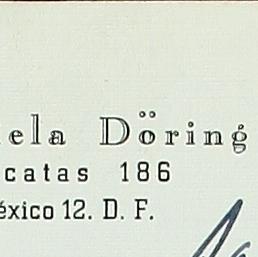 ela Döring
catas 186
éxico 12. D. F.